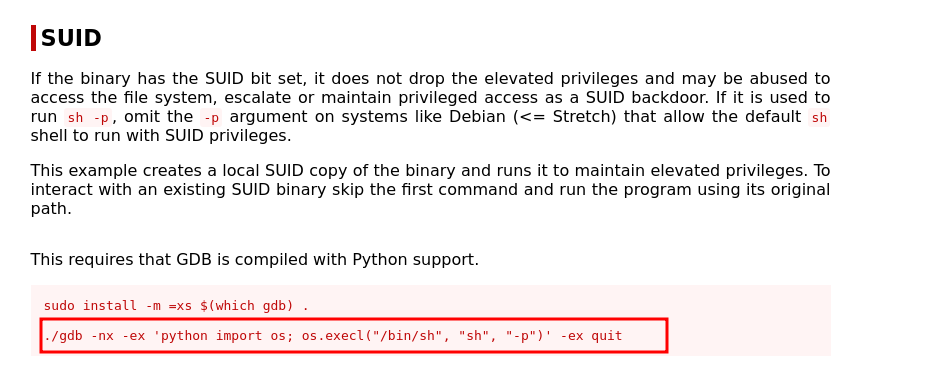 SUID
If the binary has the SUID bit set, it does not drop the elevated privileges and may be abused to
access the file system, escalate or maintain privileged access as a SUID backdoor. If it is used to
run sh -p, omit the -p argument on systems like Debian (<= Stretch) that allow the default sh
shell to run with SUID privileges.
This example creates a local SUID copy of the binary and runs it to maintain elevated privileges. To
interact with an existing SUID binary skip the first command and run the program using its original
path.
This requires that GDB is compiled with Python support.
sudo install -m =xs $(which gdb) .
./gdb -nx -ex 'python import os; os.execl("/bin/sh", "sh", "-p")' -ex quit